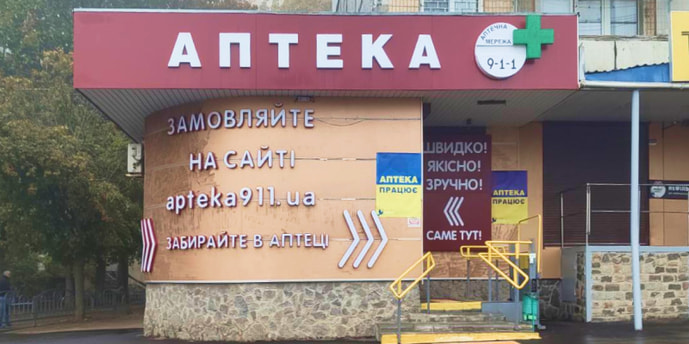 АПТЕКА
АПТЕЧНА
МЕРЕЖА
9-1-1
ЗАМОВЛЯЙТЕ
НА САЙТІ
apteka911.ua
ЗАБИРАЙТЕ В АПТЕЦІ
АПТЕКА
ПРАЦЮЄ
ШВИДКО!
ЯКІСНО!
ЗРУЧНО!
САМЕ ТУТ!
АПТЕКА
ПРАЦЮЄ